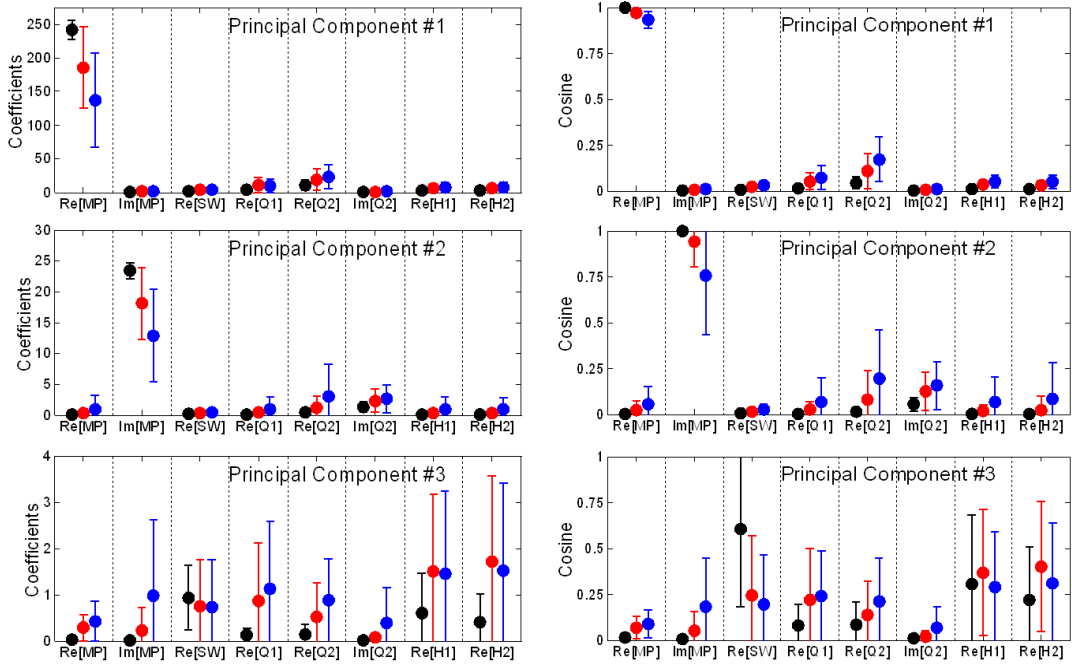 Principal Component #1
Coefficients
250
200
150
100
50
0
Re[MP] Im[MP] Re[SW] Re[Q1] Re[Q2] Im[Q2] Re[H1] Re[H2]
Principal Component #1
Cosine
1
0.75
0.5
0.25
0
Re[MP] Im[MP] Re[SW] Re[Q1] Re[Q2] Im[Q2] Re[H1] Re[H2]
Principal Component #2
Coefficients
30
25
20
15
10
5
0
Re[MP] Im[MP] Re[SW] Re[Q1] Re[Q2] Im[Q2] Re[H1] Re[H2]
Principal Component #2
Cosine
1
0.75
0.5
0.25
0
Re[MP] Im[MP] Re[SW] Re[Q1] Re[Q2] Im[Q2] Re[H1] Re[H2]
Principal Component #3
Coefficients
4
3
2
1
0
Re[MP] Im[MP] Re[SW] Re[Q1] Re[Q2] Im[Q2] Re[H1] Re[H2]
Principal Component #3
Cosine
1
0.75
0.5
0.25
0
Re[MP] Im[MP] Re[SW] Re[Q1] Re[Q2] Im[Q2] Re[H1] Re[H2]